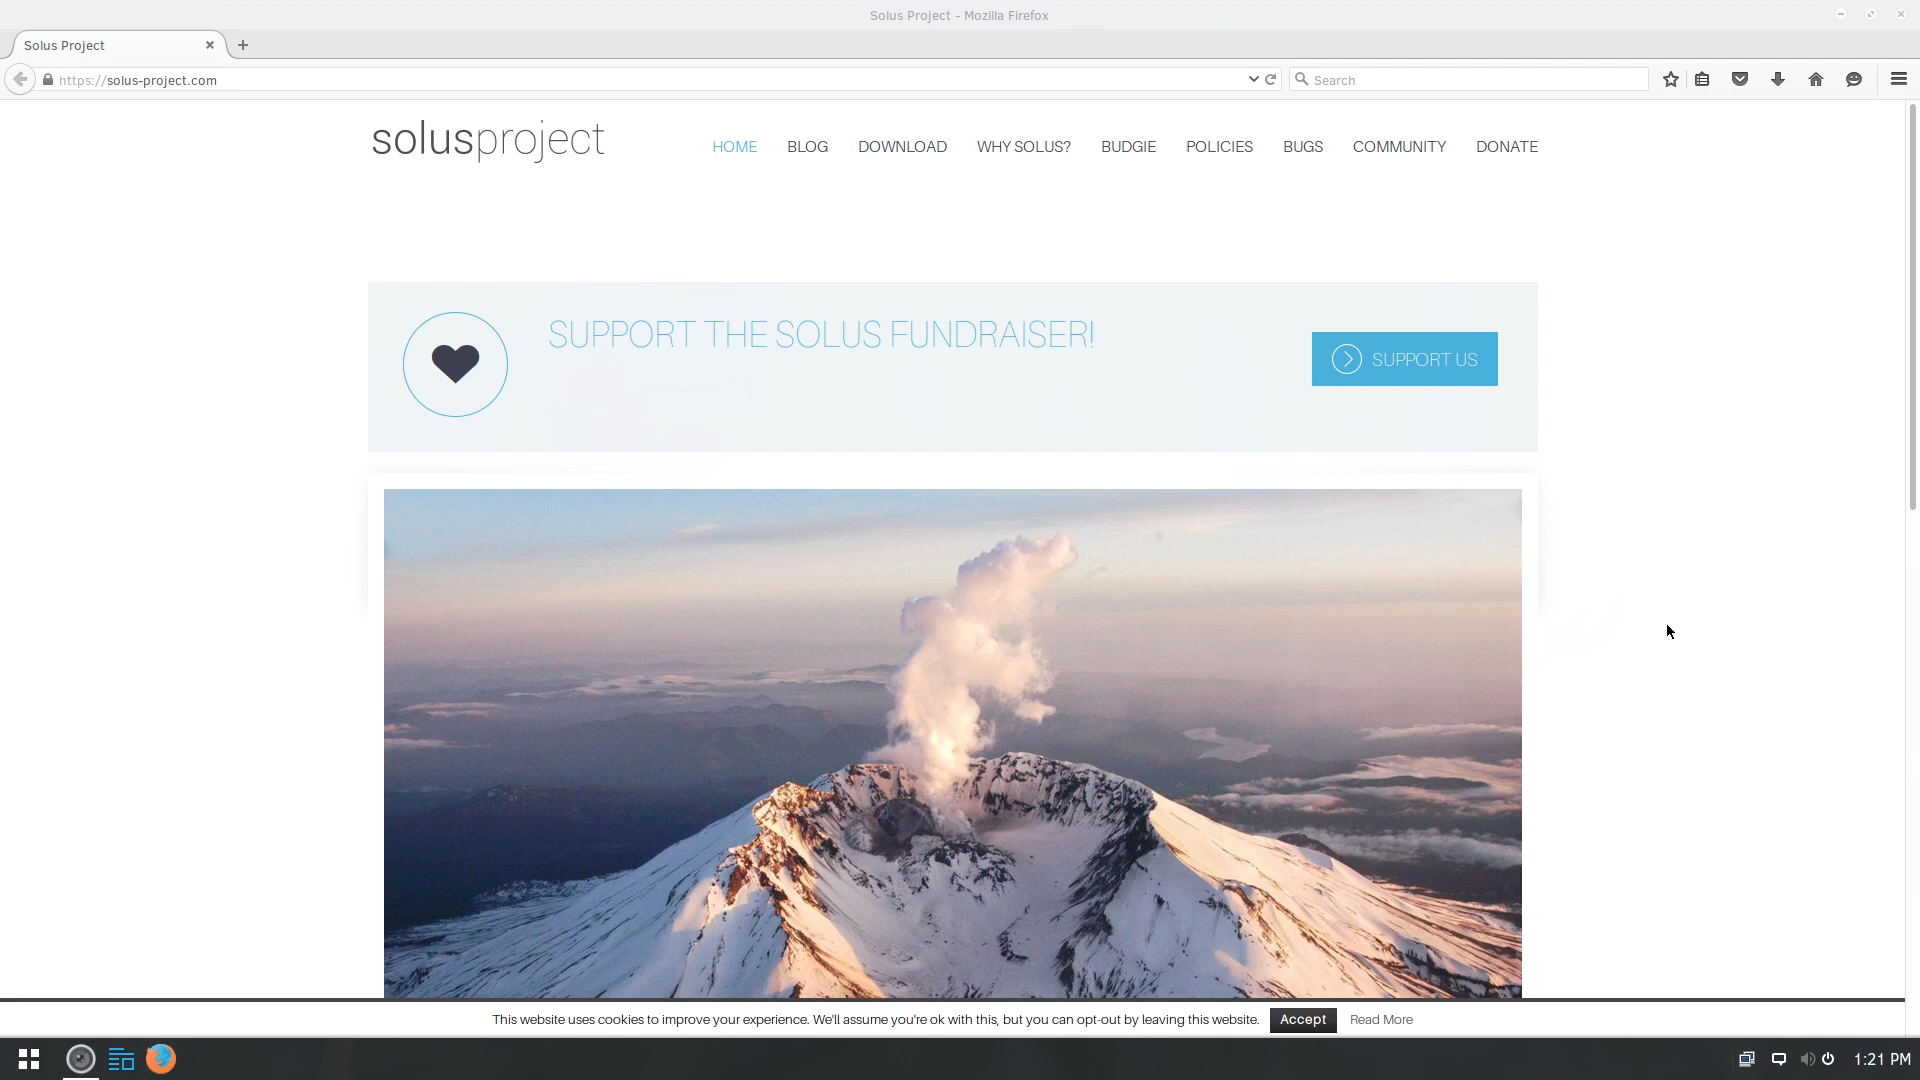 Solus Project - Mozilla Firefox
Solus Project
https://solus-project.com
Search
solusproject
HOME BLOG DOWNLOAD WHY SOLUS? BUDGIE POLICIES BUGS COMMUNITY DONATE
SUPPORT THE SOLUS FUNDRAISER!
SUPPORT US
This website uses cookies to improve your experience. We'll assume you're ok with this, but you can opt-out by leaving this website. Accept Read More
1:21 PM